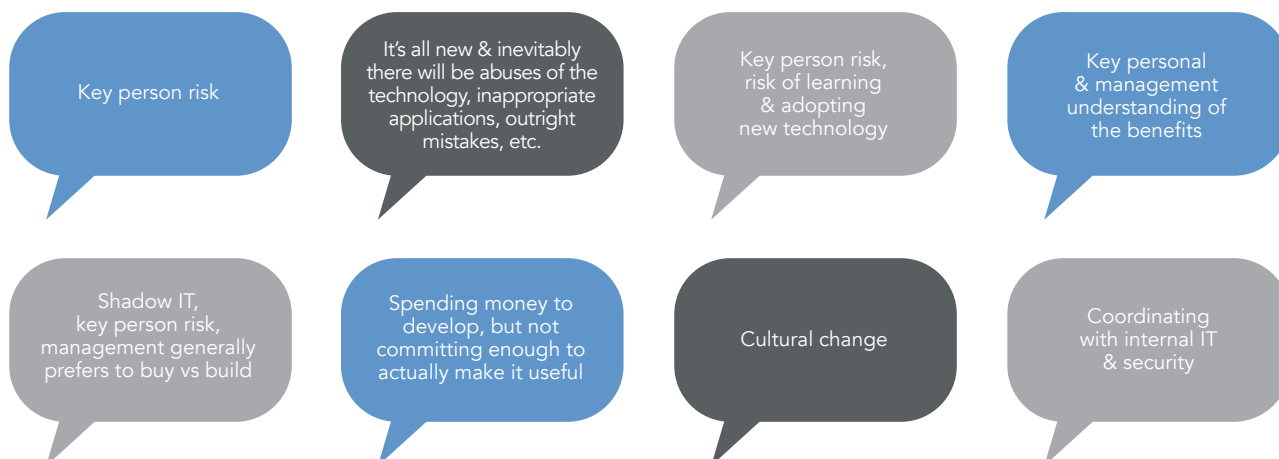 Key person risk
It's all new & inevitably
there will be abuses of the
technology, inappropriate
applications, outright
mistakes, etc.
Key person risk,
risk of learning
& adopting
new technology
Key personal
& management
understanding of
the benefits
Shadow IT,
key person risk,
management generally
prefers to buy vs build
Spending money to
develop, but not
committing enough to
actually make it useful
Cultural change
Coordinating
with internal IT
& security